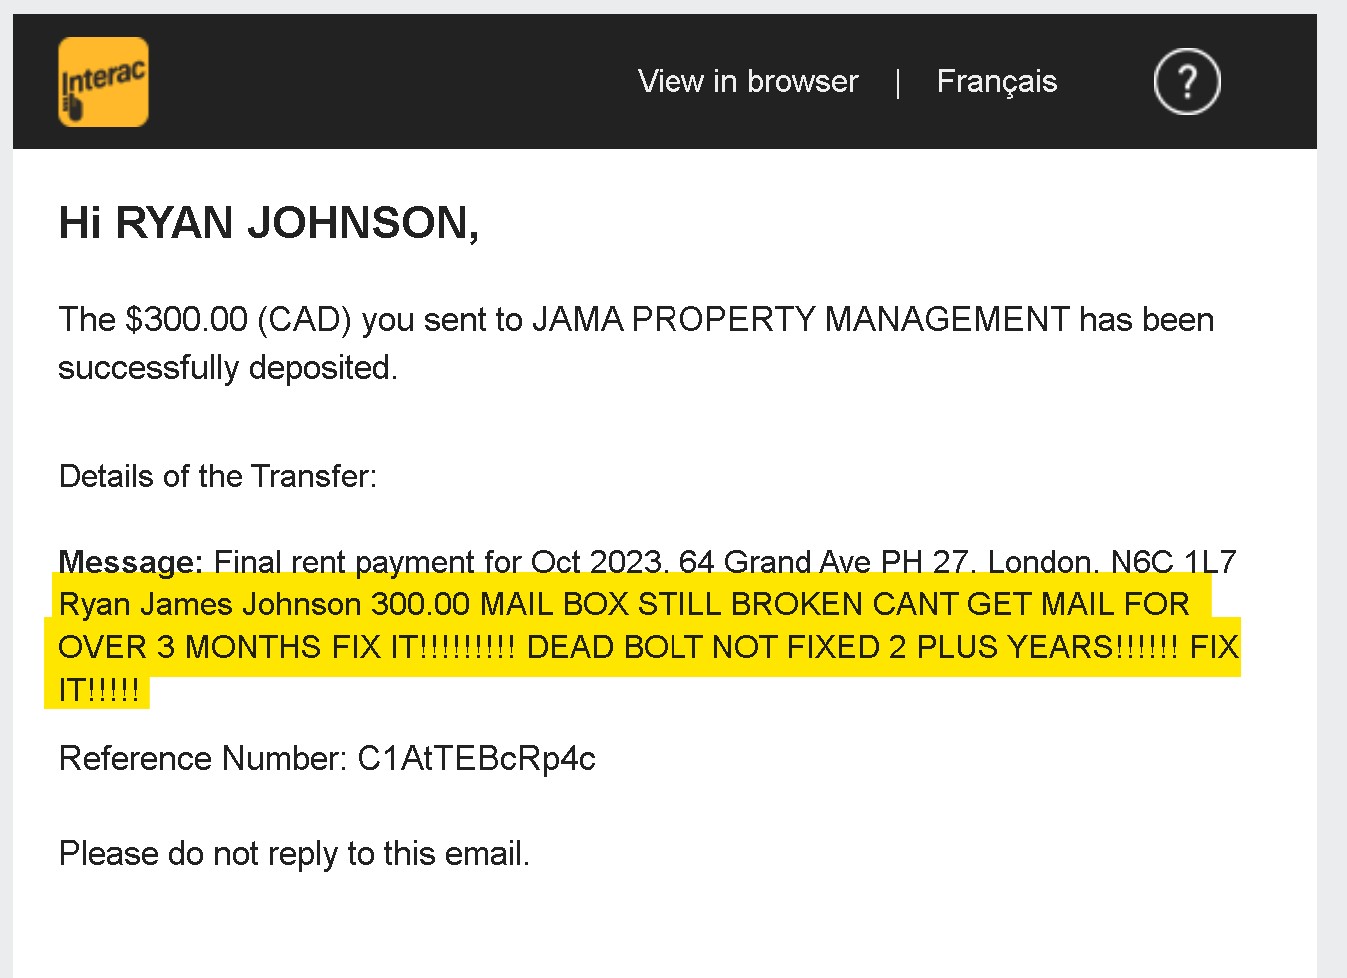 Interac
View in browser | Français ?
Hi RYAN JOHNSON,
The $300.00 (CAD) you sent to JAMA PROPERTY MANAGEMENT has been
successfully deposited.
Details of the Transfer:
Message: Final rent payment for Oct 2023. 64 Grand Ave PH 27. London. N6C 1L7
Ryan James Johnson 300.00 MAIL BOX STILL BROKEN CANT GET MAIL FOR
OVER 3 MONTHS FIX IT!!!!!!!!! DEAD BOLT NOT FIXED 2 PLUS YEARS!!!!!! FIX
IT!!!!!
Reference Number: C1AtTEBcRp4c
Please do not reply to this email.